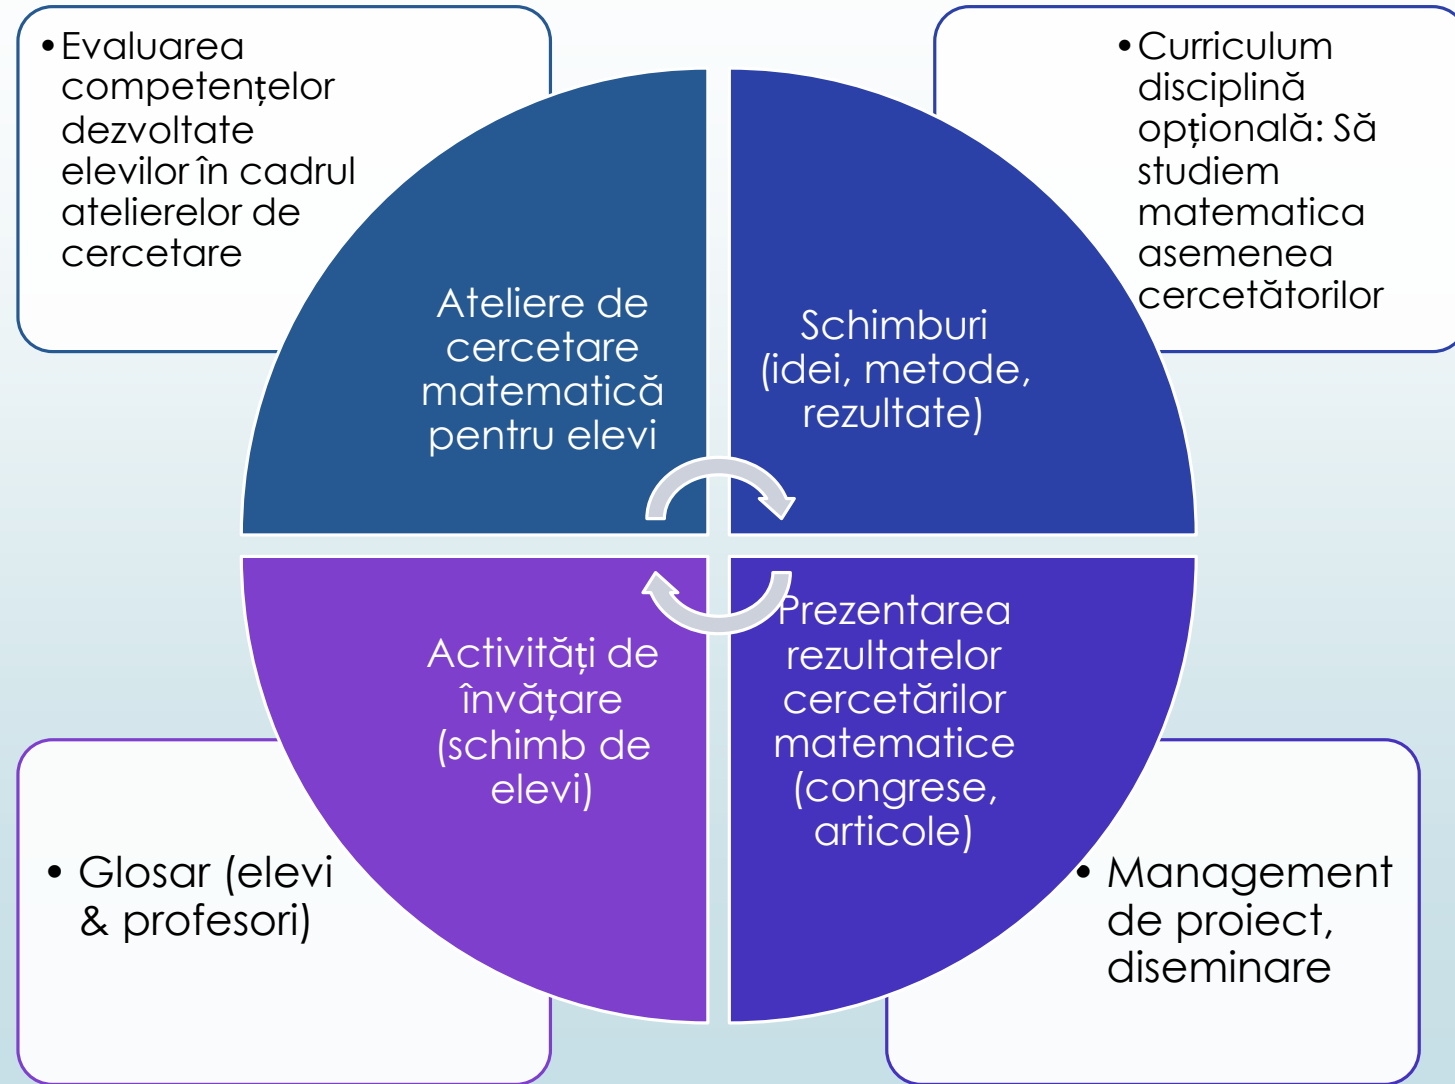 •Evaluarea
competențelor
dezvoltate
elevilor în cadrul
atelierelor de
cercetare
•Curriculum
disciplină
opțională: Să
studiem
matematica
asemenea
cercetătorilor
Ateliere de
cercetare
matematică
pentru elevi
Schimburi
(idei, metode,
rezultate)
Activități de
învățare
(schimb de
elevi)
Prezentarea
rezultatelor
cercetărilor
matematice
(congrese,
articole)
• Glosar (elevi
& profesori)
• Management
de proiect,
diseminare